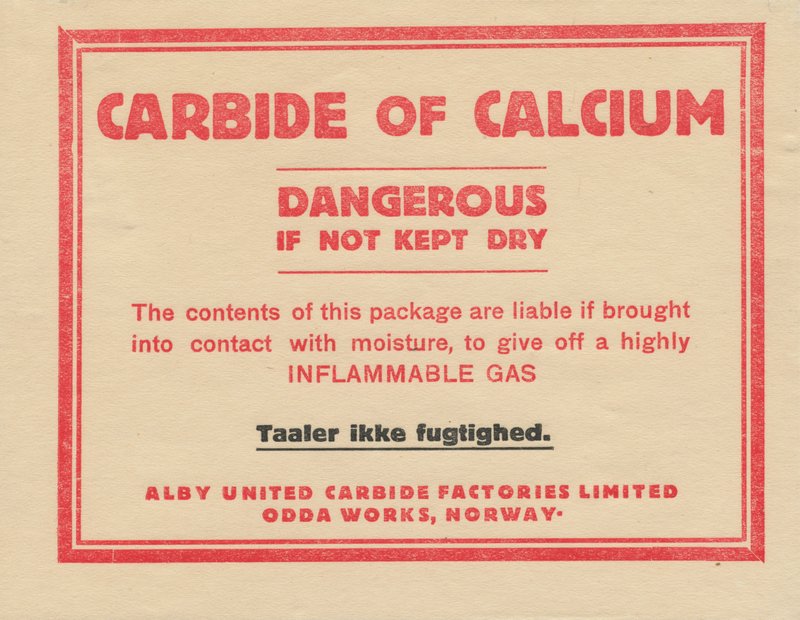 CARBIDE OF CALCIUM
DANGEROUS
IF NOT KEPT DRY
The contents of this package are liable if brought
into contact with moisture, to give off a highly
INFLAMMABLE GAS
Taaler ikke fugtighed.
ALBY UNITED CARBIDE FACTORIES LIMITED
ODDA WORKS, NORWAY.